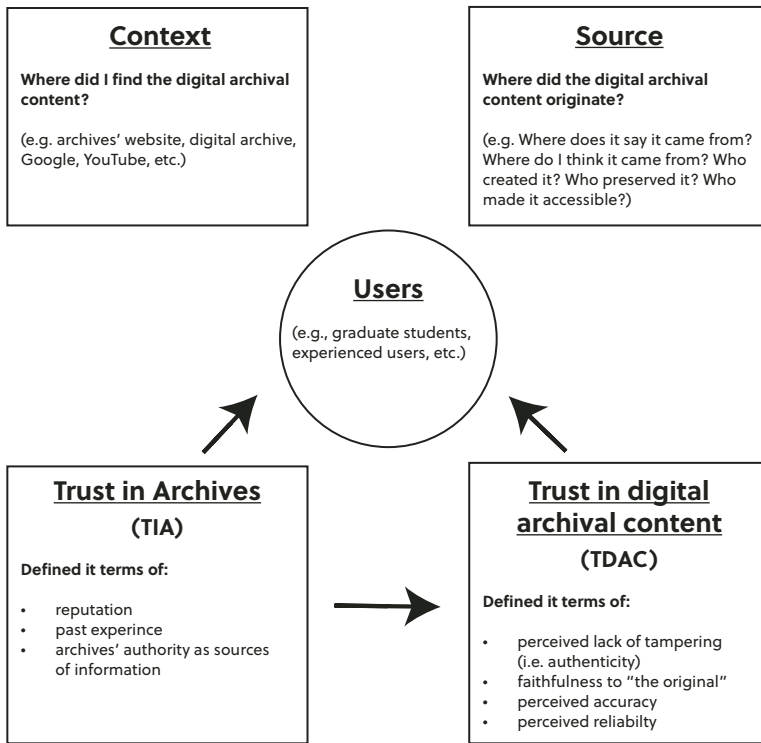 Context
Where did I find the digital archival
content?
(e.g. archives' website, digital archive,
Google, YouTube, etc.)
Source
Where did the digital archival
content originate?
(e.g. Where does it say it came from?
Where do I think it came from? Who
created it? Who preserved it? Who
made it accessible?)
Users
(e.g., graduate students,
experienced users, etc.)
Trust in Archives
(TIA)
Defined it terms of:
• reputation
• past experince
• archives' authority as sources
of information
Trust in digital
archival content
(TDAC)
Defined it terms of:
• perceived lack of tampering
(i.e. authenticity)
• faithfulness to “the original”
• perceived accuracy
• perceived reliabilty